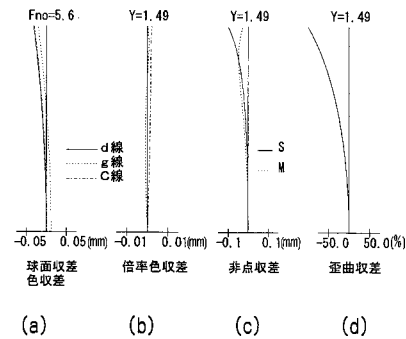 Fno=5.6 Y=1.49 Y=1.49 Y=1.49
d線
g線
C線
S
M
-0.05 0.05(mm) -0.01 0.01(mm) -0.1 0.1(mm) -50.0 50.0(%)
球面収差 倍率色収差 非点収差 歪曲収差
色収差
(a) (b) (c) (d)